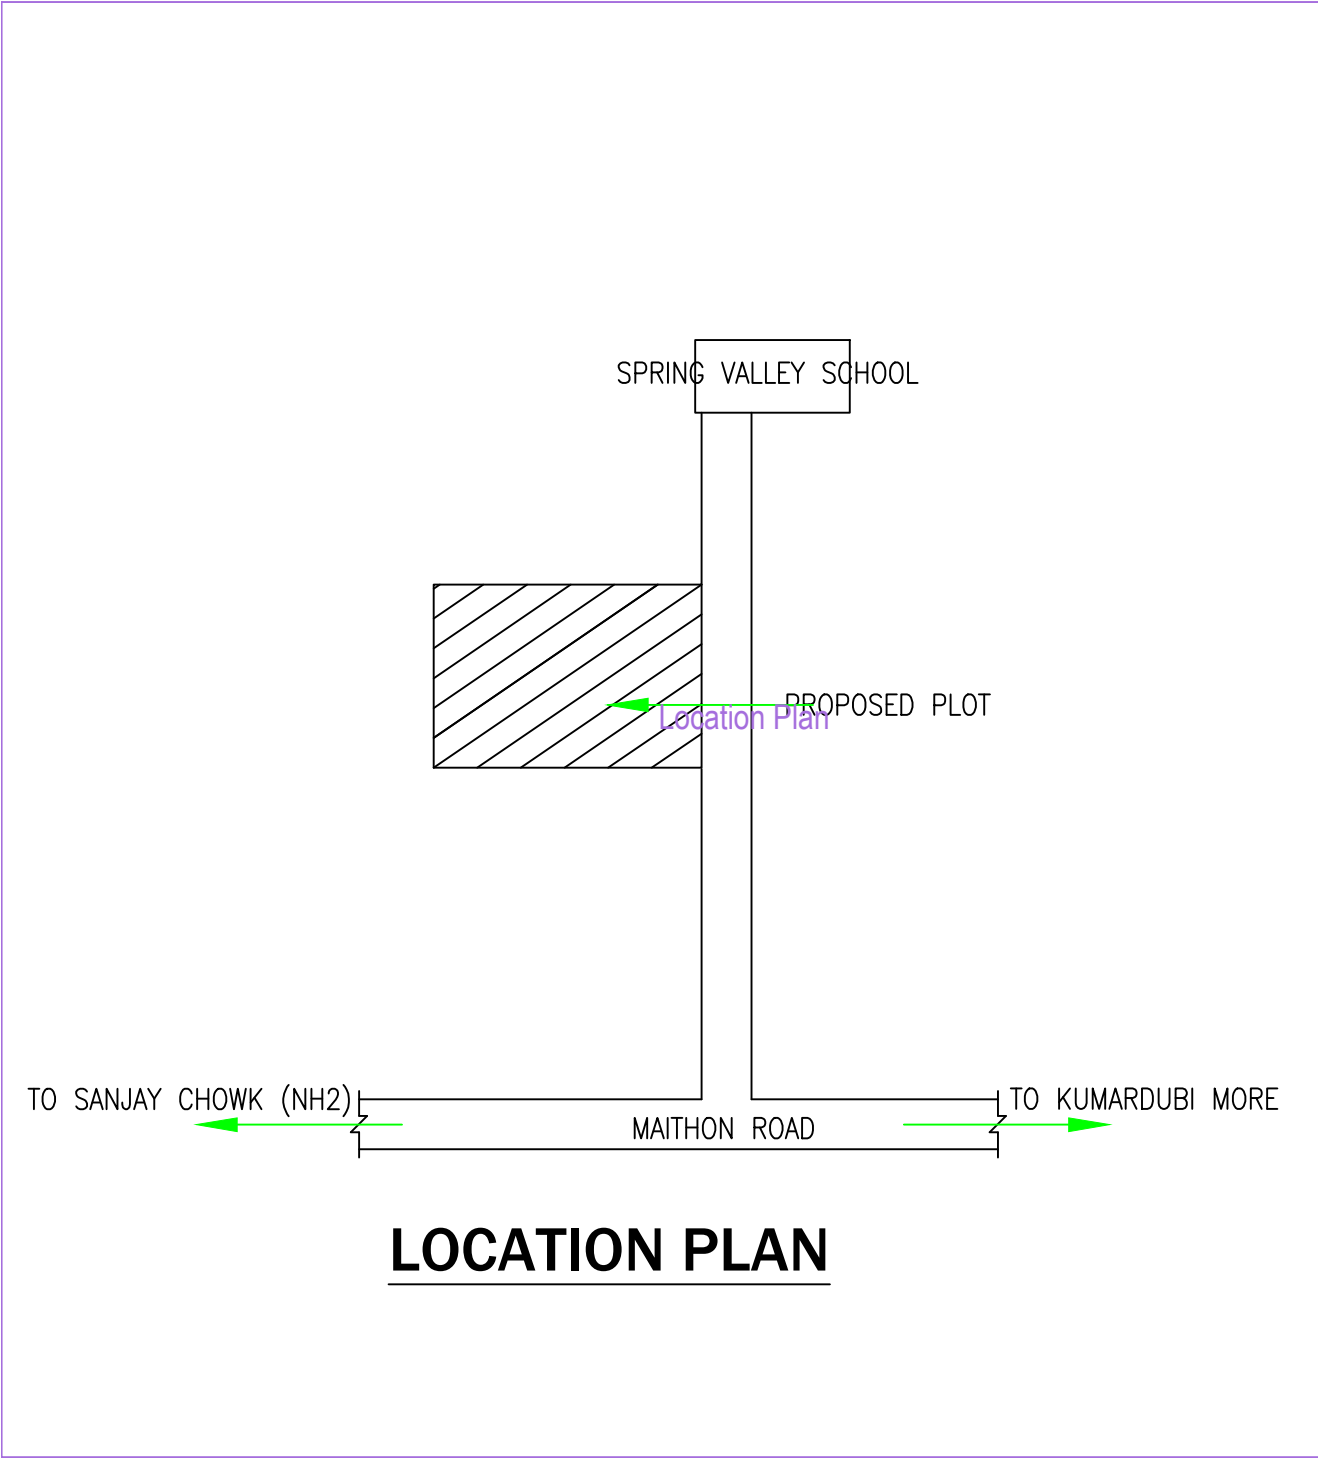 SPRING VALLEY SCHOOL
PROPOSED PLOT
Location Plan
TO SANJAY CHOWK (NH2)
TO KUMARDUBI MORE
MAITHON ROAD
LOCATION PLAN